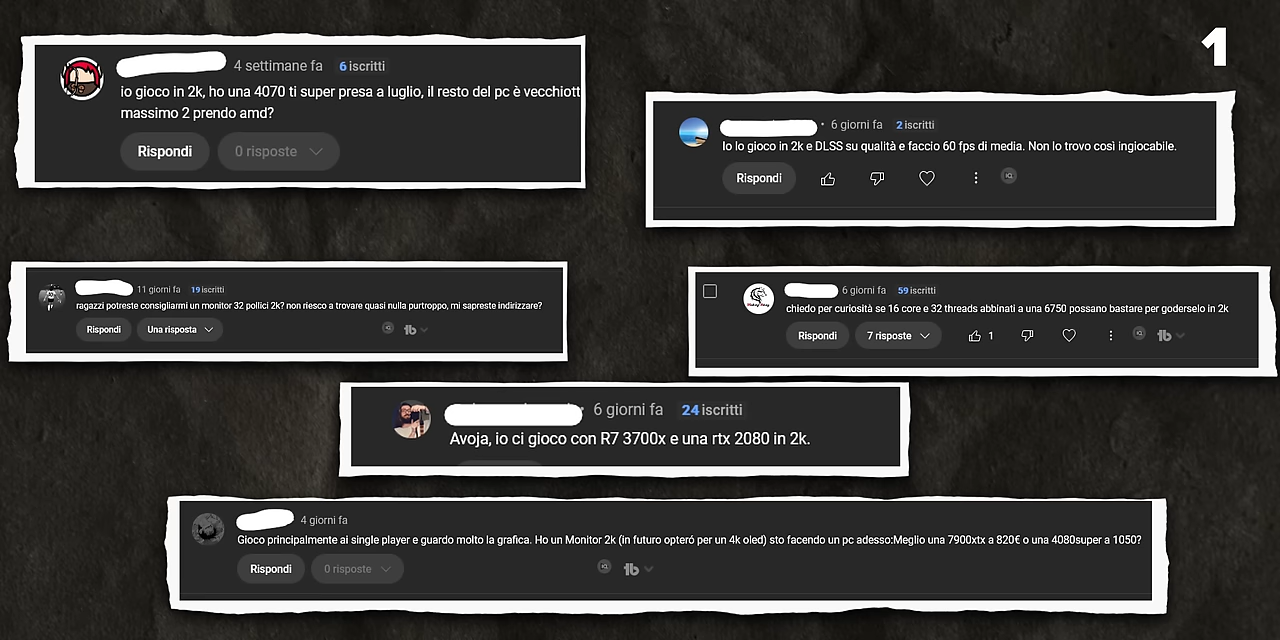 1
4 settimane fa 6 iscritti
io gioco in 2k, ho una 4070 ti super presa a luglio, il resto del pc è vecchiott
massimo 2 prendo amd?
Rispondi 0 risposte
• 6 giorni fa 2 iscritti
Io lo gioco in 2k e DLSS su qualità e faccio 60 fps di media. Non lo trovo così ingiocabile.
Rispondi
11 giorni fa 19 iscritti
ragazzi potreste consigliarmi un monitor 32 pollici 2k? non riesco a trovare quasi nulla purtroppo, mi sapreste indirizzare?
Rispondi Una risposta
6 giorni fa 59 iscritti
chiedo per curiosità se 16 core e 32 threads abbinati a una 6750 possano bastare per goderselo in 2k
Rispondi 7 risposte 1
6 giorni fa 24 iscritti
Avoja, io ci gioco con R7 3700x e una rtx 2080 in 2k.
4 giorni fa
Gioco principalmente ai single player e guardo molto la grafica. Ho un Monitor 2k (in futuro opteró per un 4k oled) sto facendo un pc adesso:Meglio una 7900xtx a 820€ o una 4080super a 1050?
Rispondi 0 risposte